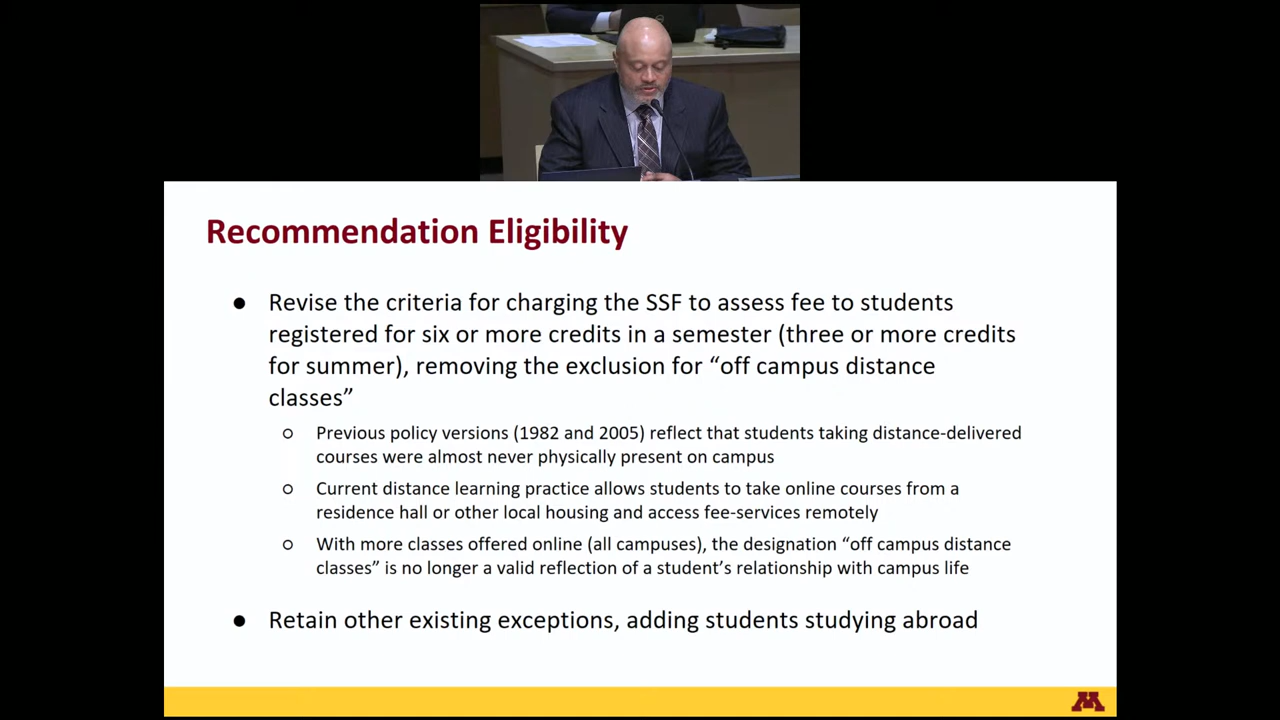 Recommendation Eligibility
● Revise the criteria for charging the SSF to assess fee to students
registered for six or more credits in a semester (three or more credits
for summer), removing the exclusion for “off campus distance
classes”
○ Previous policy versions (1982 and 2005) reflect that students taking distance-delivered
courses were almost never physically present on campus
○ Current distance learning practice allows students to take online courses from a
residence hall or other local housing and access fee-services remotely
○ With more classes offered online (all campuses), the designation “off campus distance
classes” is no longer a valid reflection of a student’s relationship with campus life
● Retain other existing exceptions, adding students studying abroad
M